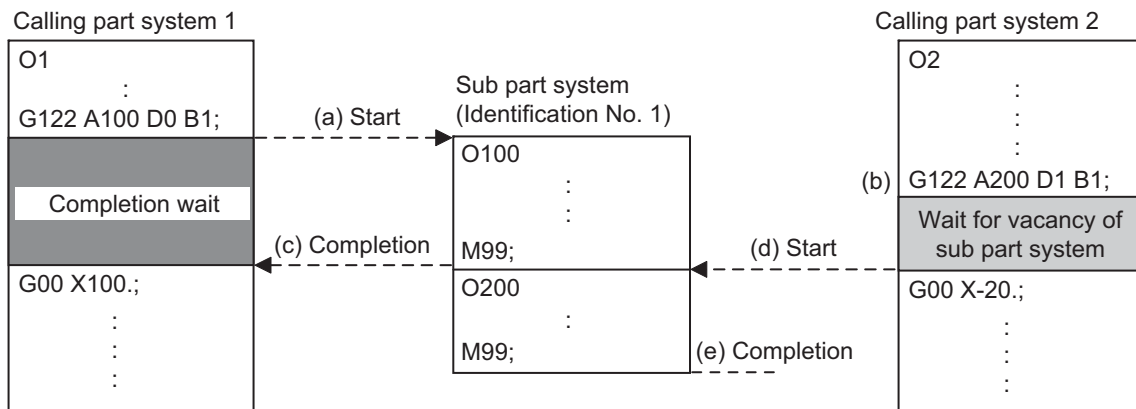 Calling part system 1
O1
:
G122 A100 D0 B1;
Completion wait
G00 X100.;
:
:
:
(a) Start
(c) Completion
Sub part system
(Identification No. 1)
O100
:
:
M99;
O200
:
M99;
(d) Start
(e) Completion
Calling part system 2
O2
:
:
:
(b)
G122 A200 D1 B1;
Wait for vacancy of
sub part system
G00 X-20.;
:
:
: